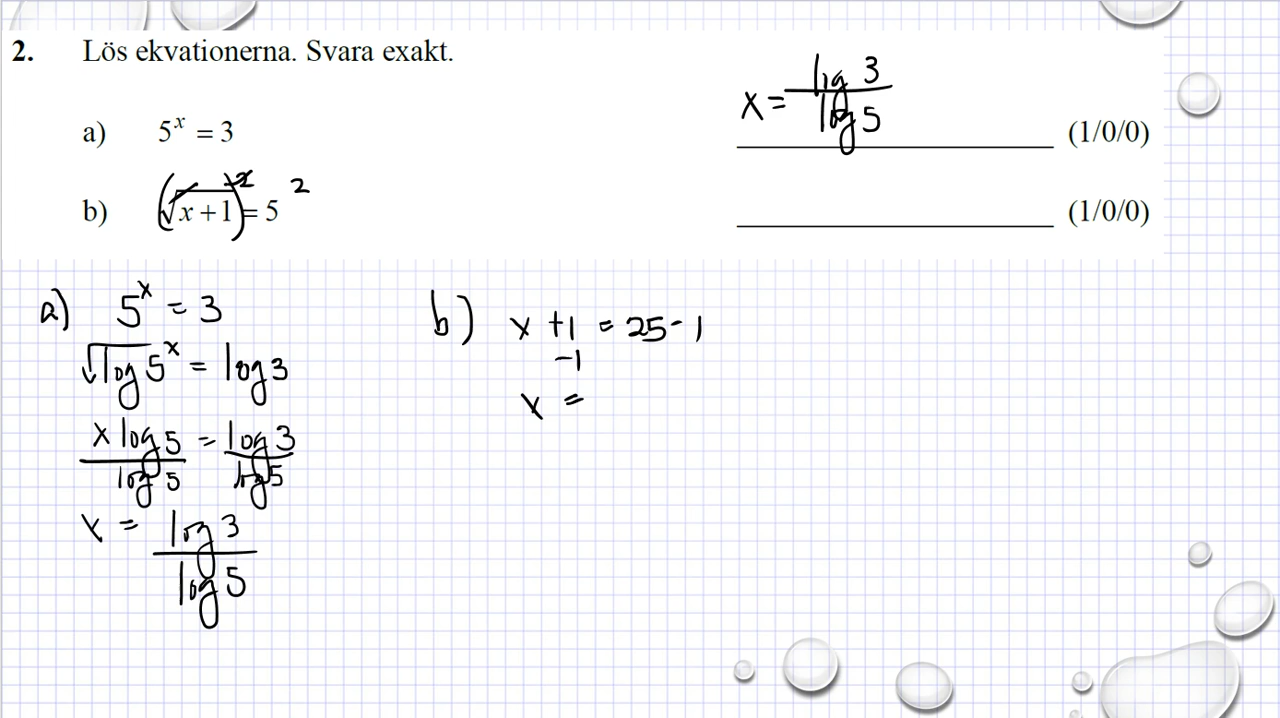 2. Lös ekvationerna. Svara exakt.
a) 5^x = 3
x = log 3 / log 5 (1/0/0)
b) (√x + 1)^2 = 5^2
(1/0/0)
a) 5^x = 3
log 5^x = log 3
x log 5 / log 5 = log 3 / log 5
x = log 3 / log 5
b) x + 1 = 25 - 1
-1
x =